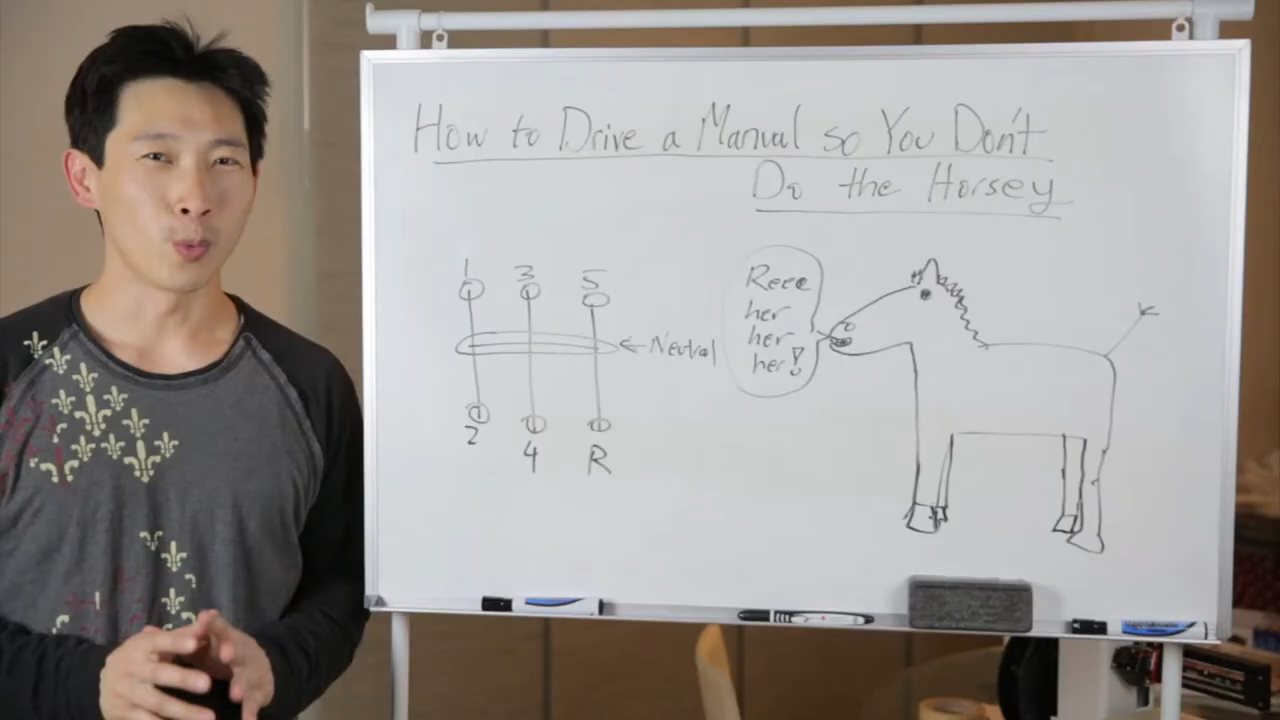 How to Drive a Manual so You Don't
Do the Horsey
1 3 5
Neutral
2 4 R
Reee
her
her
her!